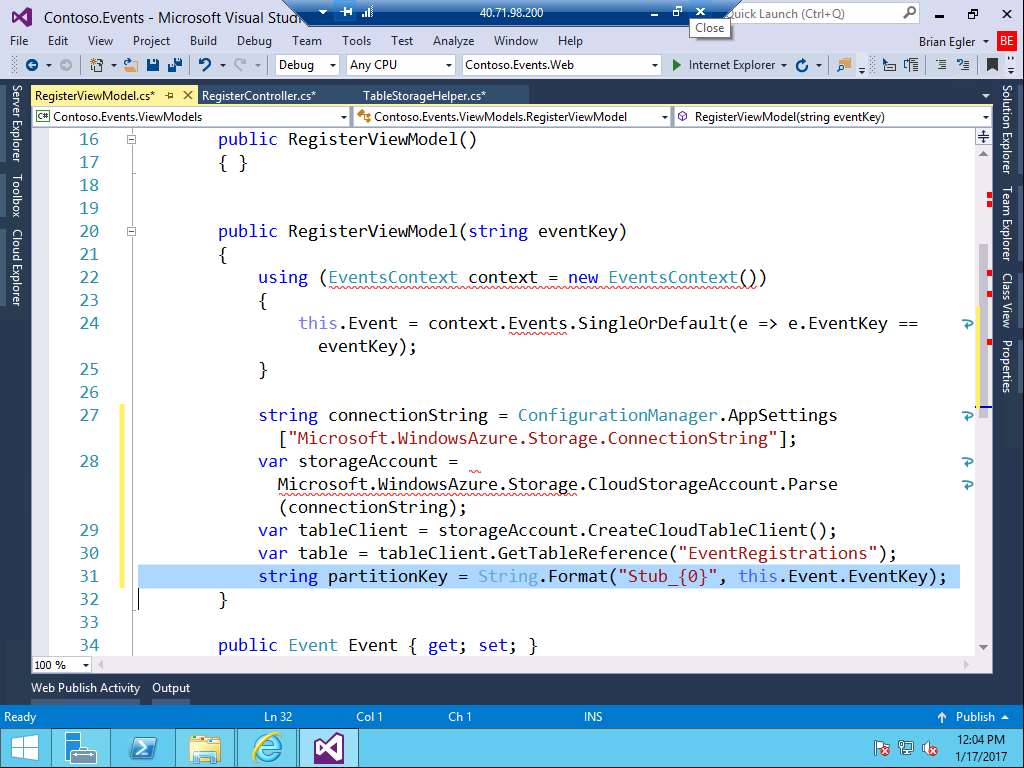 Contoso.Events - Microsoft Visual Studio
40.71.98.200
Quick Launch (Ctrl+Q)
Close
File Edit View Project Build Debug Team Tools Test Analyze Window Help
Brian Egler
BE
Debug Any CPU Contoso.Events.Web Internet Explorer
RegisterViewModel.cs* RegisterController.cs* TableStorageHelper.cs*
C# Contoso.Events.ViewModels Contoso.Events.ViewModels.RegisterViewModel RegisterViewModel(string eventKey)
Server Explorer
Toolbox
Cloud Explorer
16 public RegisterViewModel()
17 { }
18
19
20 public RegisterViewModel(string eventKey)
21 {
22 using (EventsContext context = new EventsContext())
23 {
24 this.Event = context.Events.SingleOrDefault(e => e.EventKey ==
eventKey);
25 }
26
27 string connectionString = ConfigurationManager.AppSettings
["Microsoft.WindowsAzure.Storage.ConnectionString"];
28 var storageAccount =
Microsoft.WindowsAzure.Storage.CloudStorageAccount.Parse
(connectionString);
29 var tableClient = storageAccount.CreateCloudTableClient();
30 var table = tableClient.GetTableReference("EventRegistrations");
31 string partitionKey = String.Format("Stub_{0}", this.Event.EventKey);
32 }
33
34 public Event Event { get; set; }
Solution Explorer
Team Explorer
Class View
Properties
100 %
Web Publish Activity Output
Ready Ln 32 Col 1 Ch 1 INS Publish
12:04 PM
1/17/2017